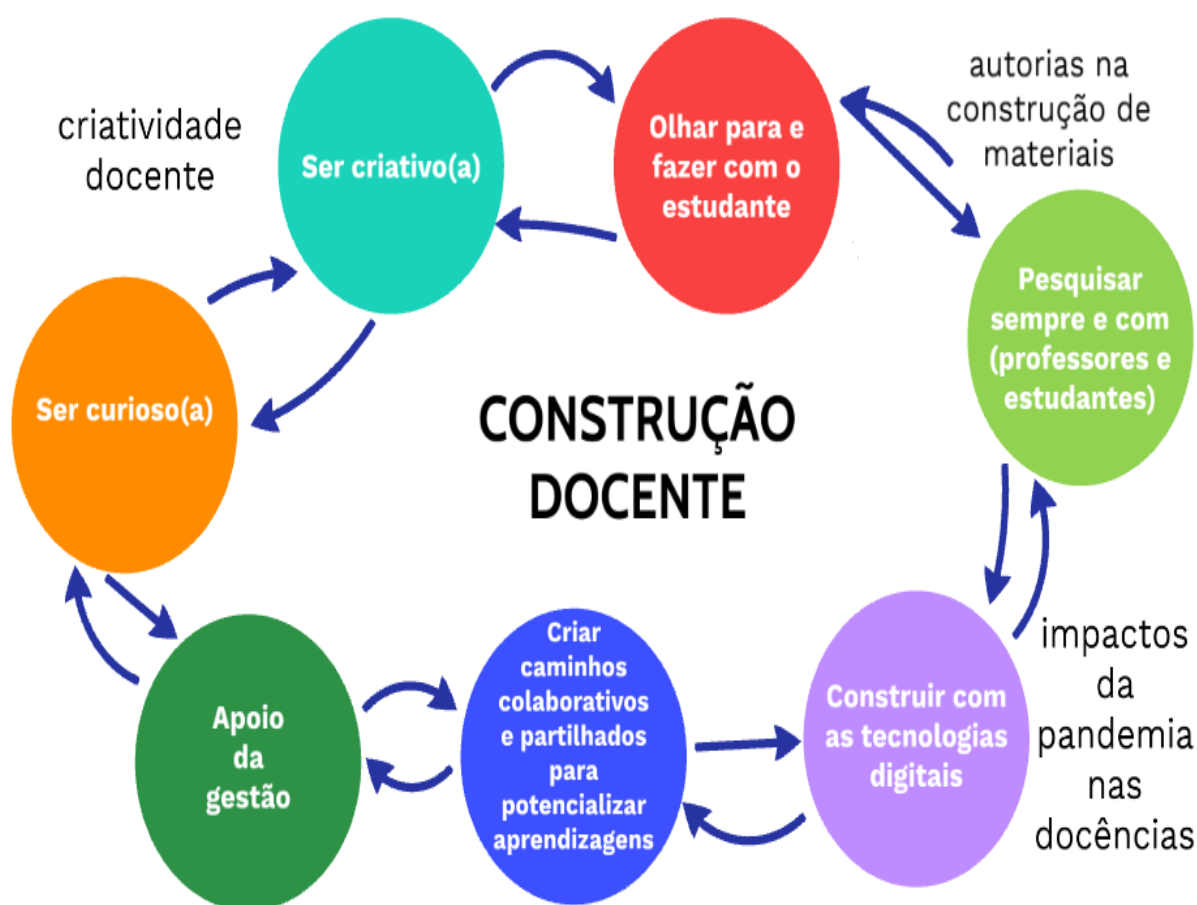 criatividade
docente
Ser criativo(a)
Olhar para e
fazer com o
estudante
autorias na
construção de
materiais
Pesquisar
sempre e com
(professores e
estudantes)
Ser curioso(a)
CONSTRUÇÃO
DOCENTE
Apoio
da
gestão
Criar
caminhos
colaborativos
e partilhados
para
potencializar
aprendizagens
Construir com
as tecnologias
digitais
impactos
da
pandemia
nas
docências